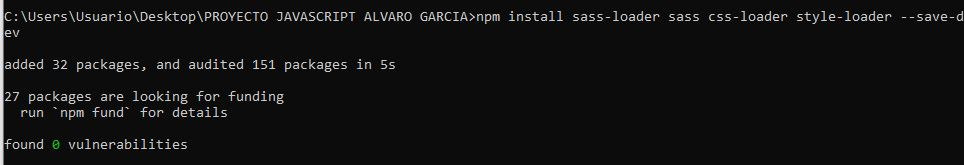 C:\Users\Usuario\Desktop\PROYECTO JAVASCRIPT ALVARO GARCIA>npm install sass-loader sass css-loader style-loader --save-d
ev
added 32 packages, and audited 151 packages in 5s
27 packages are looking for funding
  run `npm fund` for details
found 0 vulnerabilities